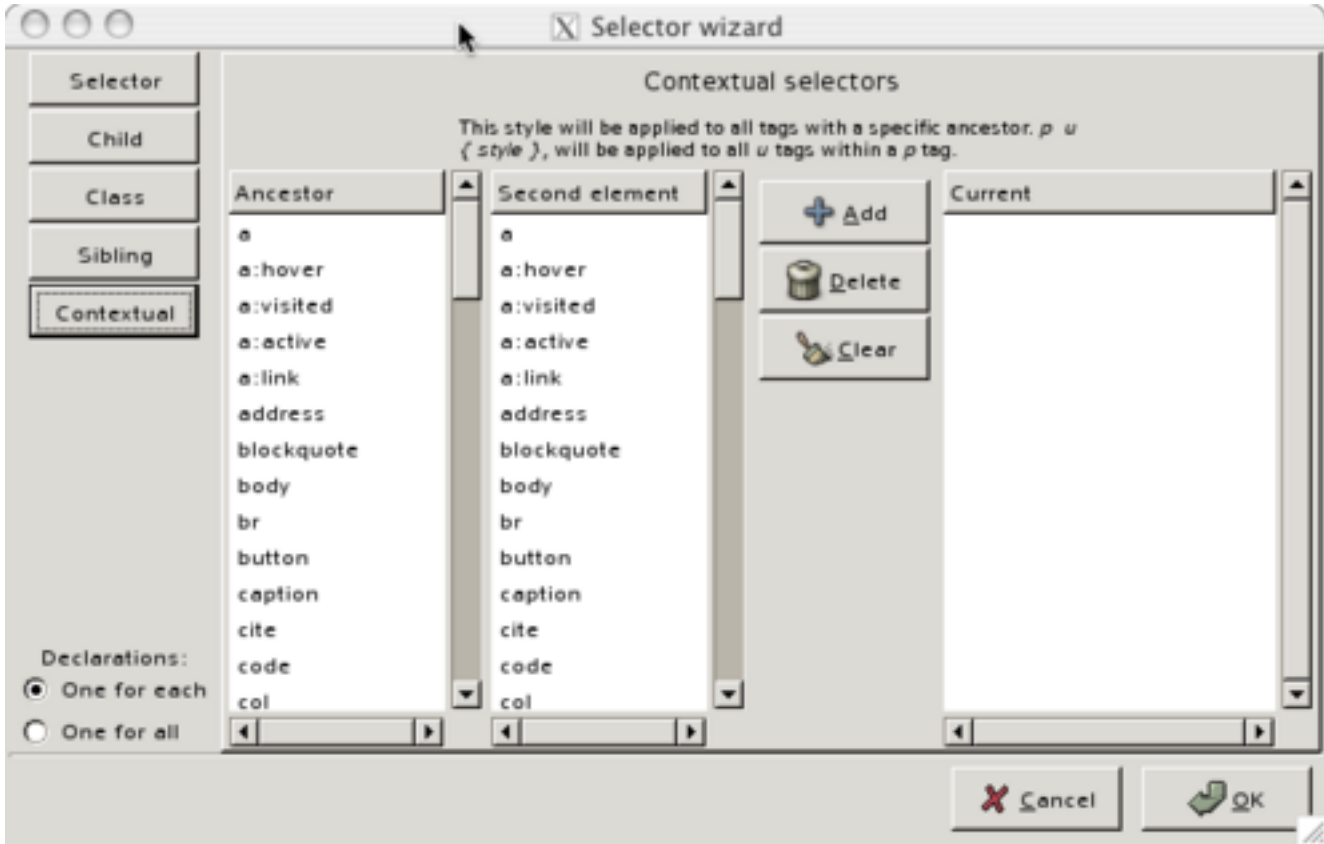 Selector wizard
Selector
Child
Class
Sibling
Contextual
Declarations:
One for each
One for all
Contextual selectors
This style will be applied to all tags with a specific ancestor. p u
{ style }, will be applied to all u tags within a p tag.
Ancestor
a
a:hover
a:visited
a:active
a:link
address
blockquote
body
br
button
caption
cite
code
col
Second element
a
a:hover
a:visited
a:active
a:link
address
blockquote
body
br
button
caption
cite
code
col
Add
Delete
Clear
Current
Cancel
OK